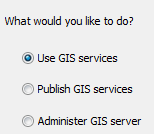 What would you like to do?
Use GIS services
Publish GIS services
Administer GIS server